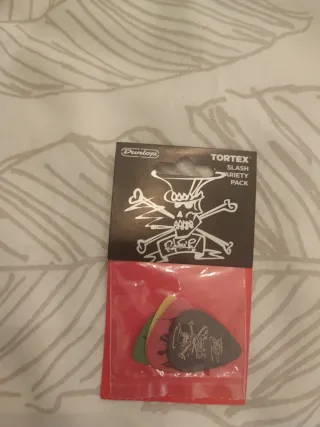 Dunlop
TORTEX
SLASH
VARIETY
PACK